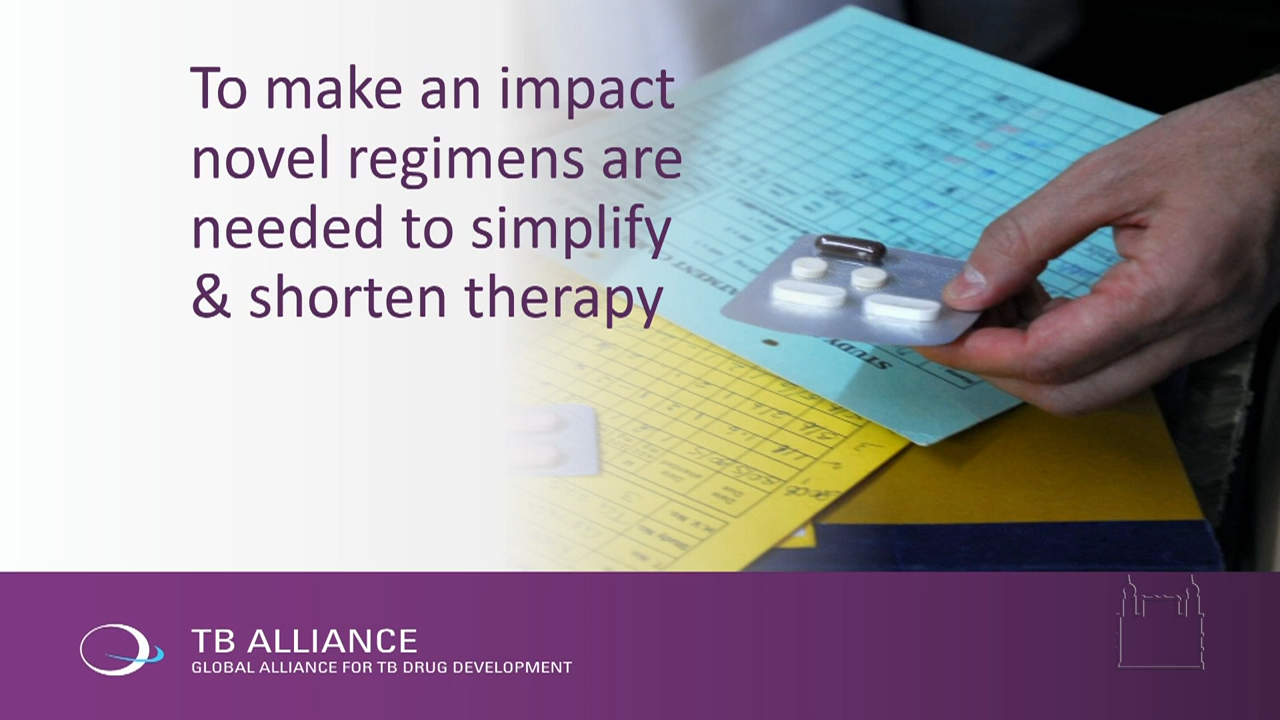 To make an impact
novel regimens are
needed to simplify
& shorten therapy
STUDY
TB ALLIANCE
GLOBAL ALLIANCE FOR TB DRUG DEVELOPMENT